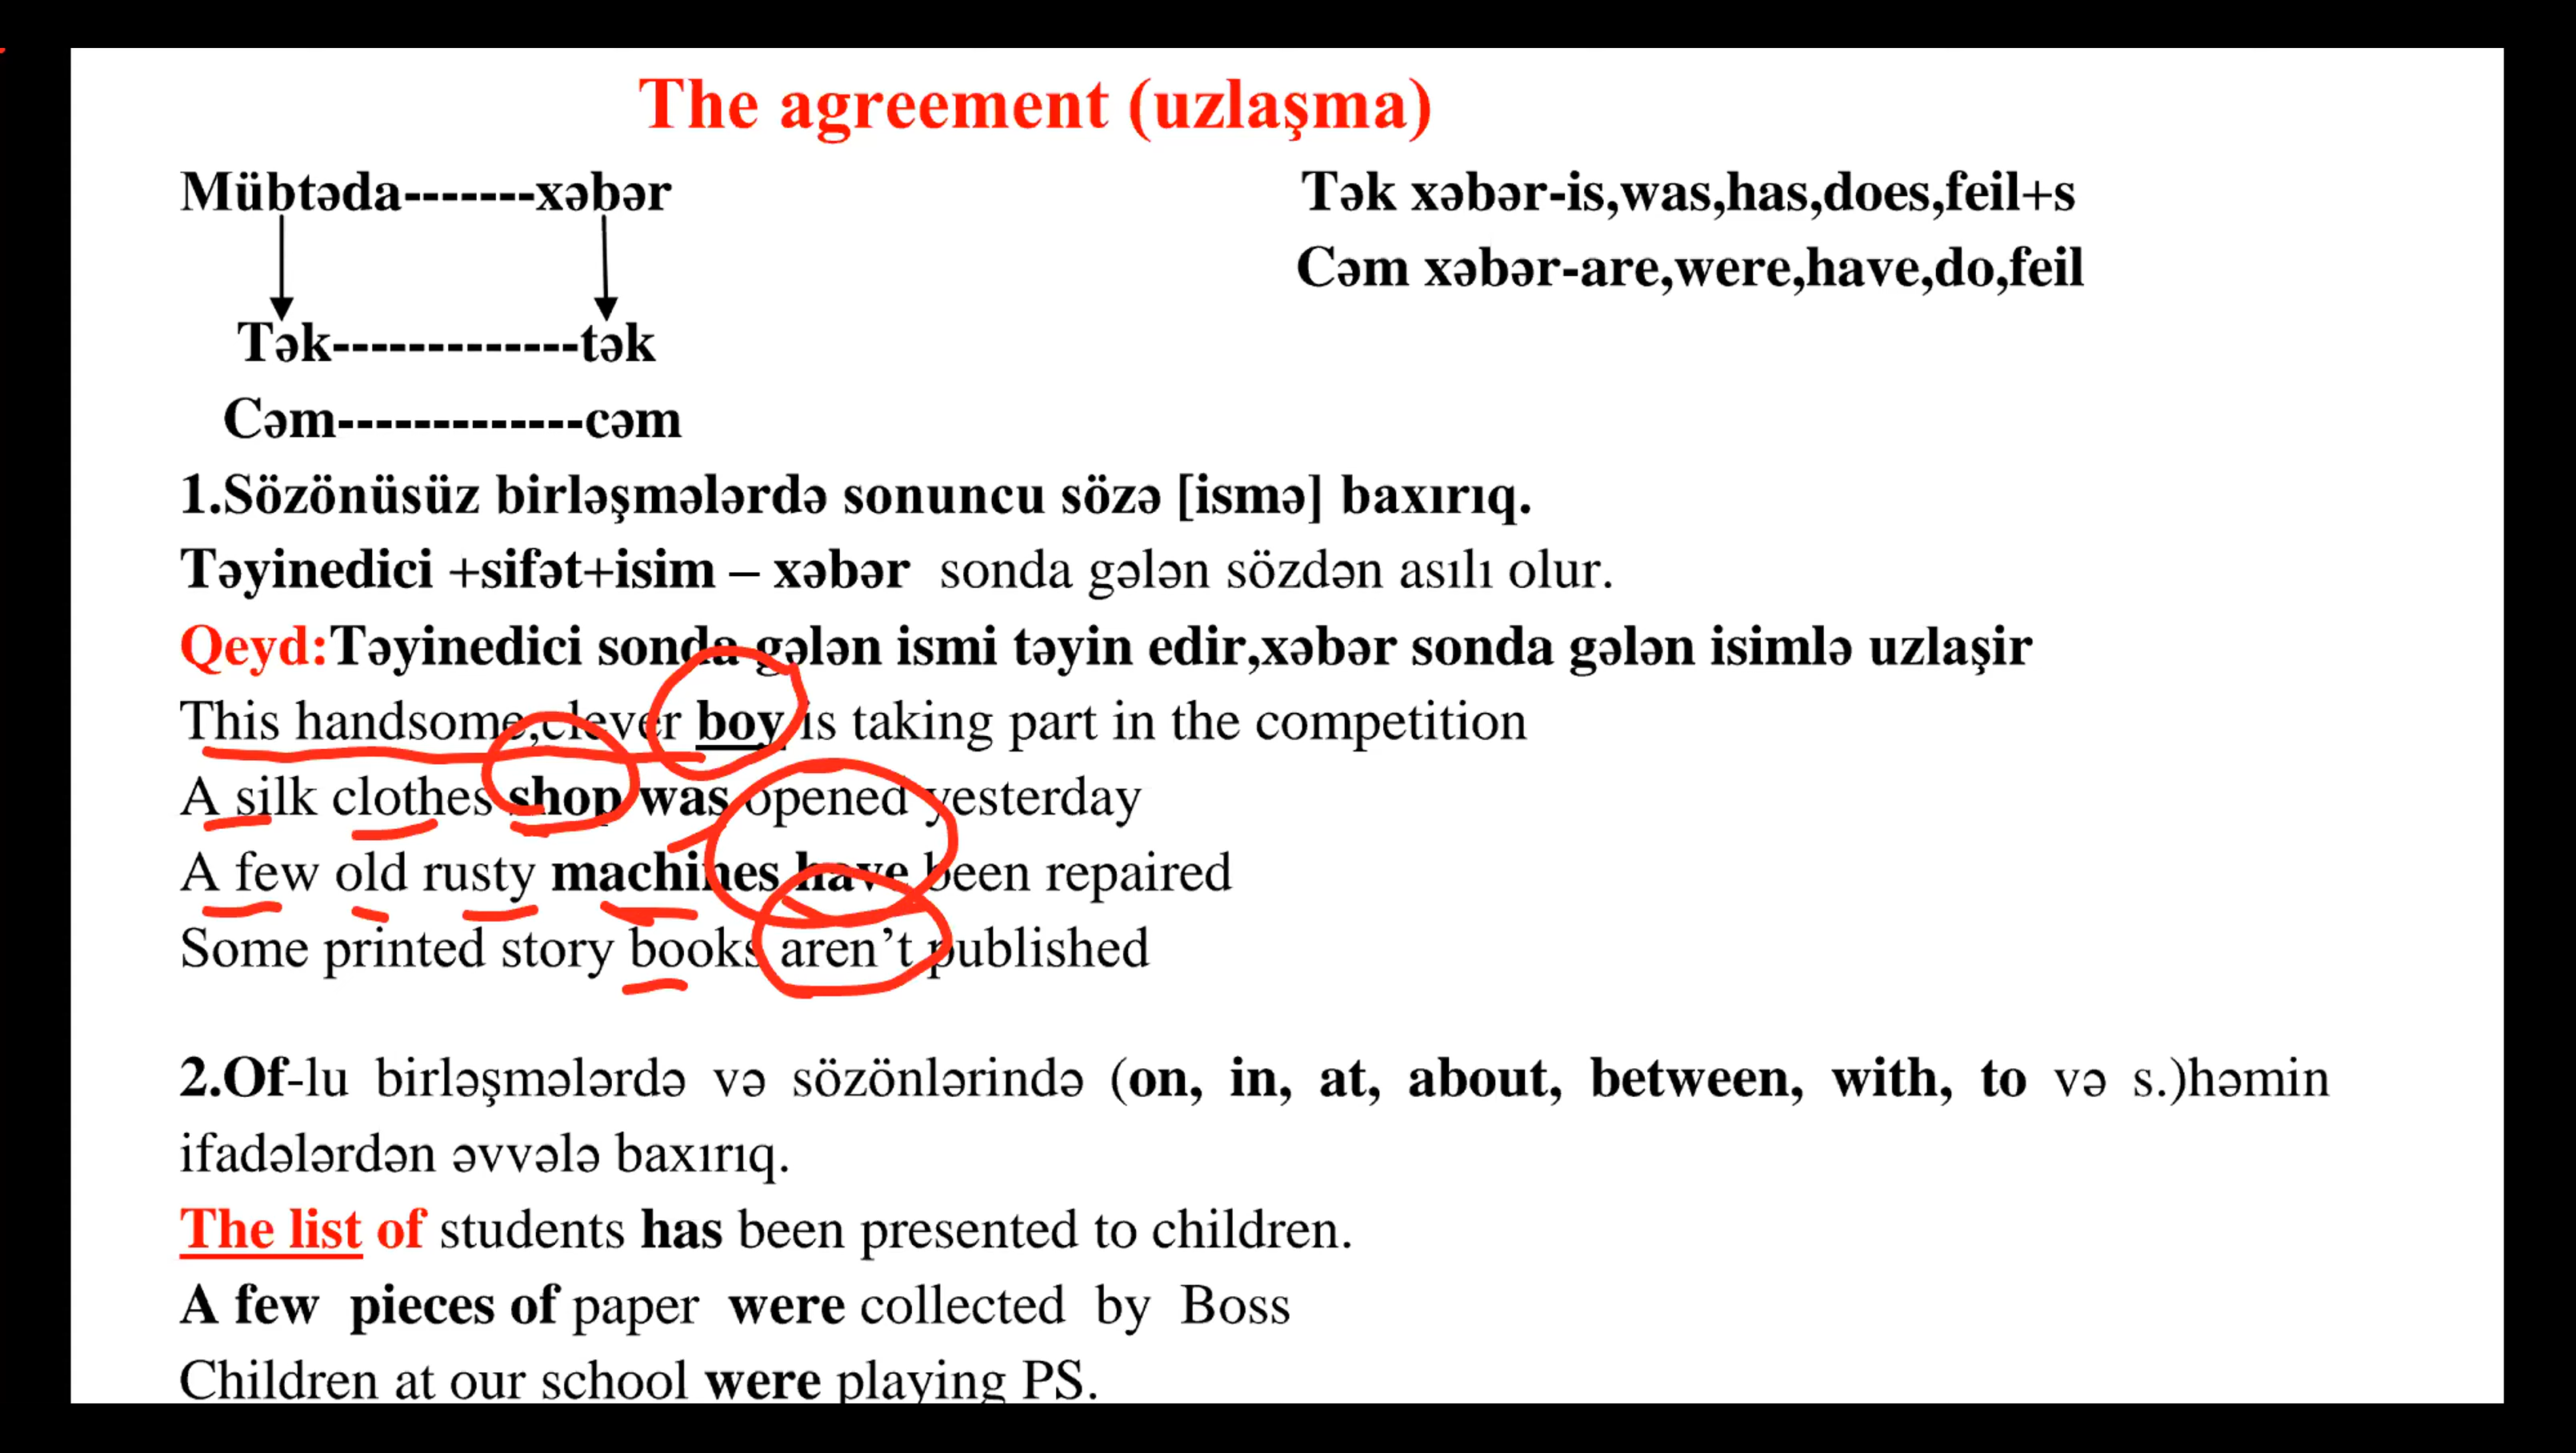 The agreement (uzlaşma)
Mübtəda-------xəbər
Tək xəbər-is,was,has,does,feil+s
Cəm xəbər-are,were,have,do,feil
Tək-------------tək
Cəm-------------cəm
1.Sözönüsüz birləşmələrdə sonuncu sözə [ismə] baxırıq.
Təyinedici +sifət+isim – xəbər sonda gələn sözdən asılı olur.
Qeyd:Təyinedici sonda gələn ismi təyin edir,xəbər sonda gələn isimlə uzlaşir
This handsome,clever boy is taking part in the competition
A silk clothes shop was opened yesterday
A few old rusty machines have been repaired
Some printed story books aren’t published
2.Of-lu birləşmələrdə və sözönlərində (on, in, at, about, between, with, to və s.)həmin
ifadələrdən əvvələ baxırıq.
The list of students has been presented to children.
A few pieces of paper were collected by Boss
Children at our school were playing PS.